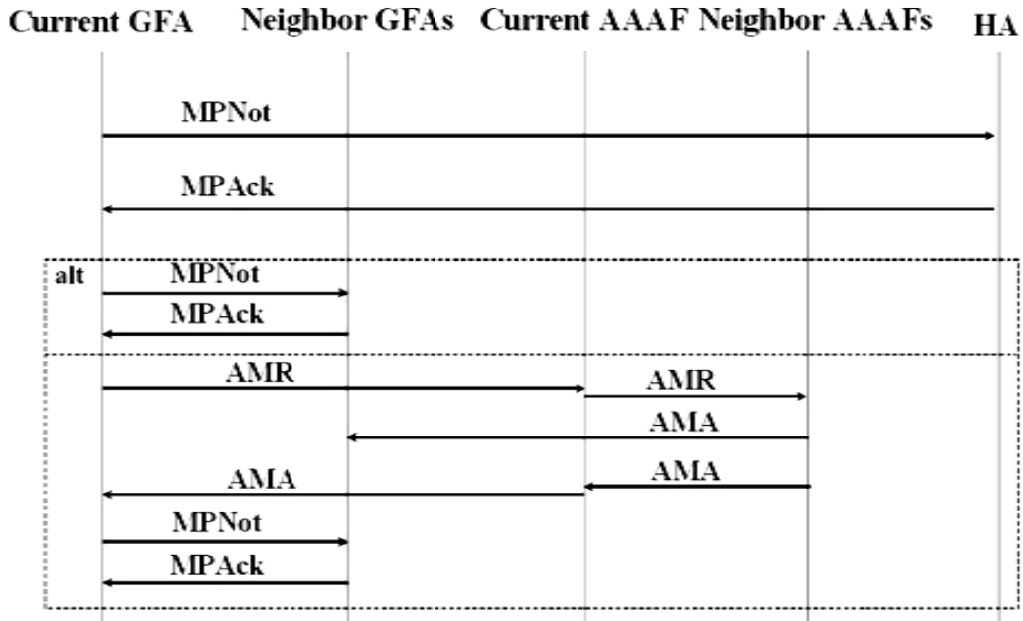 Current GFA Neighbor GFAs Current AAAF Neighbor AAAFs HA
MPNot
MPAck
alt MPNot
MPAck
AMR AMR
AMA
AMA AMA
MPNot
MPAck